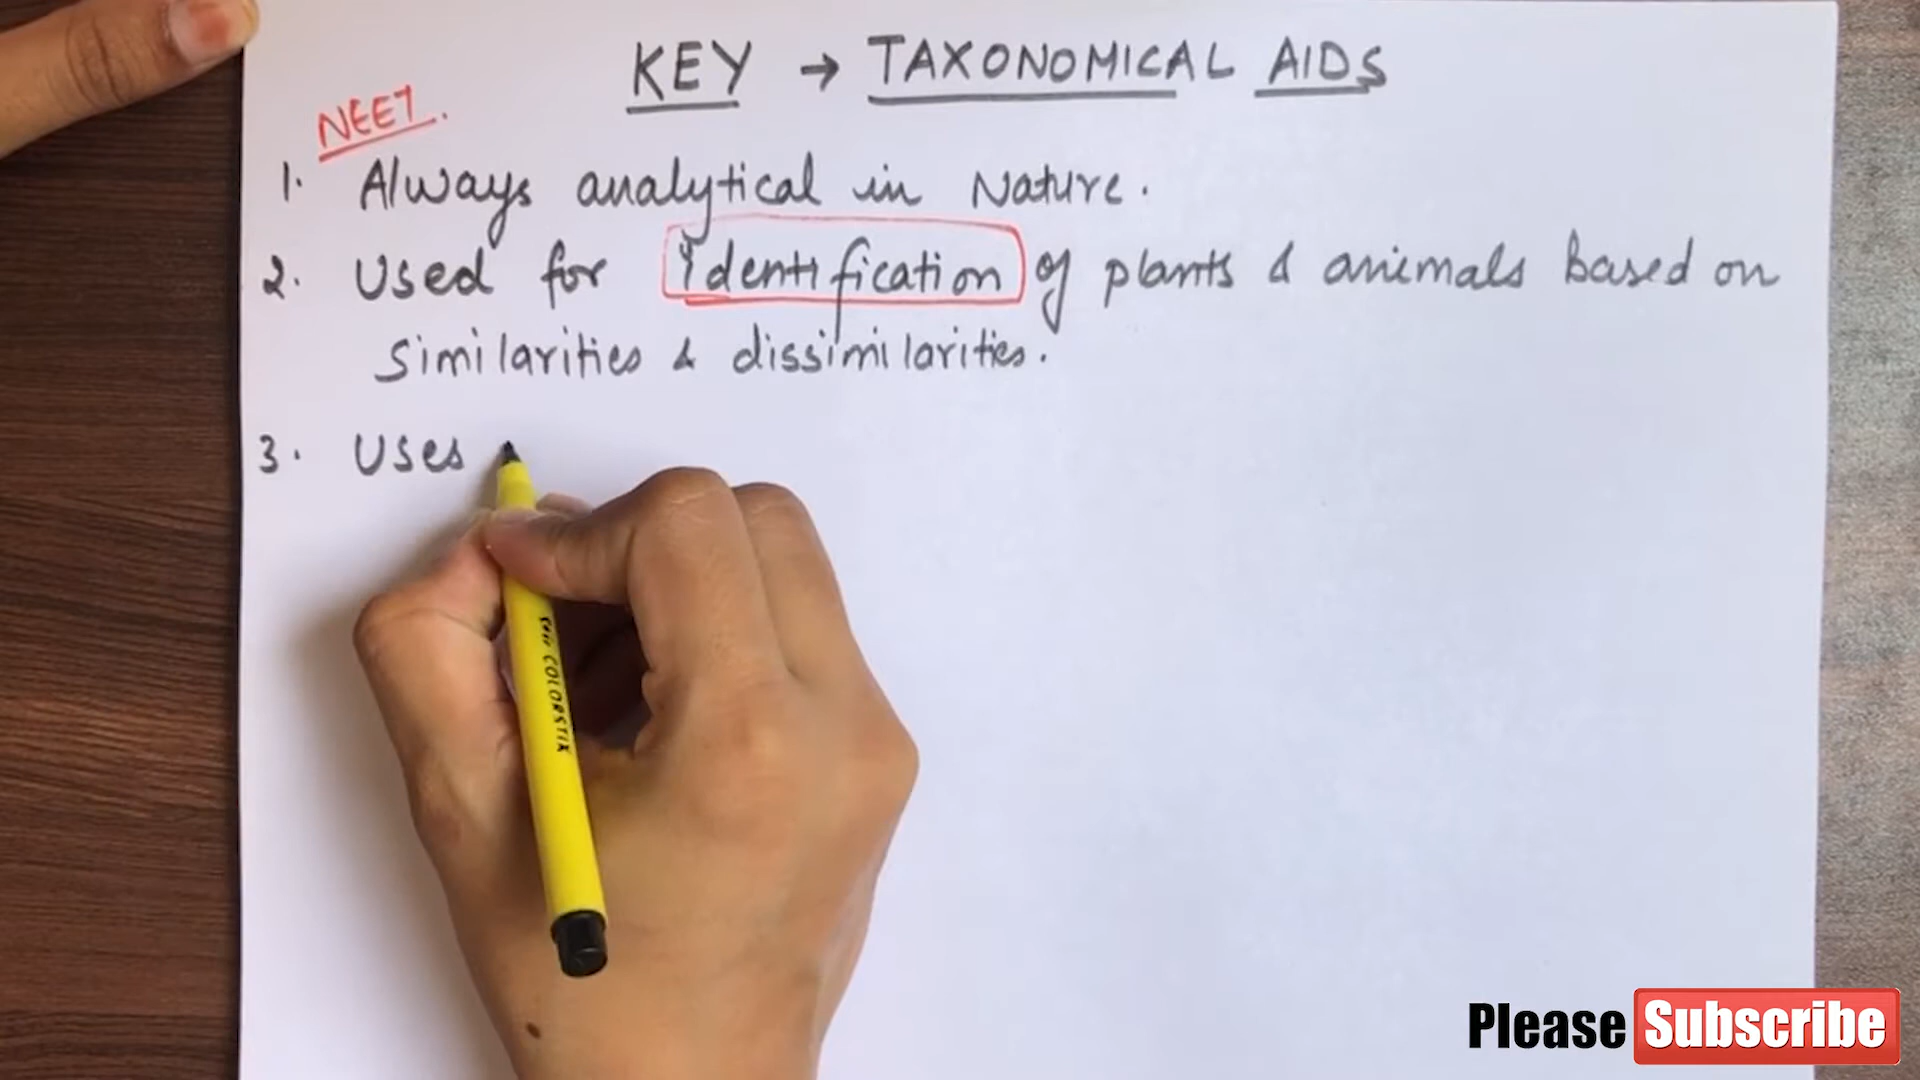 KEY → TAXONOMICAL AIDS
NEET.
1. Always analytical in Nature.
2. Used for Identification of plants & animals based on
similarities & dissimilarities.
3. Uses
COLORSTIX
Please Subscribe